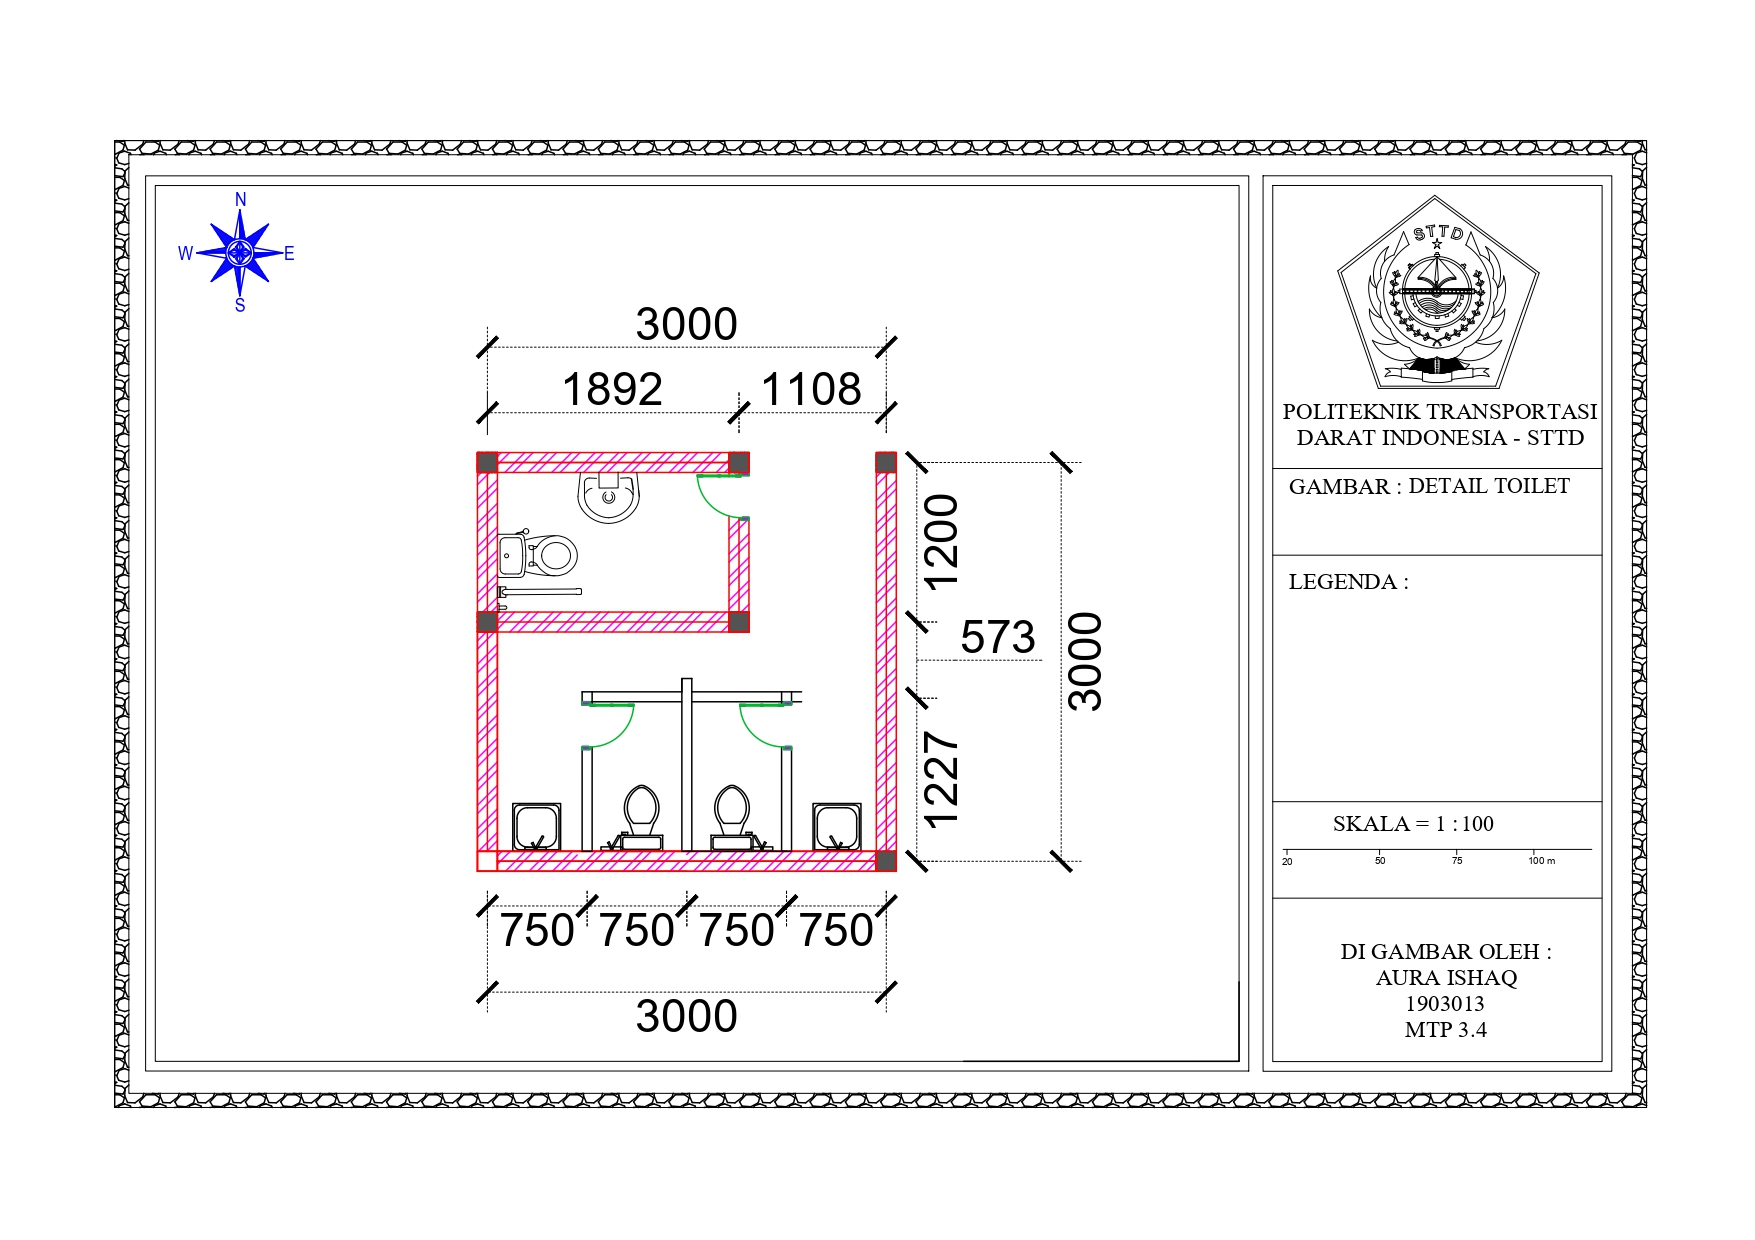 N
W
E
S
3000
1892
1108
1200
573
3000
1227
750
750
750
750
3000
STTD
POLITEKNIK TRANSPORTASI
DARAT INDONESIA - STTD
GAMBAR : DETAIL TOILET
LEGENDA :
SKALA = 1 :100
20
50
75
100 m
DI GAMBAR OLEH :
AURA ISHAQ
1903013
MTP 3.4